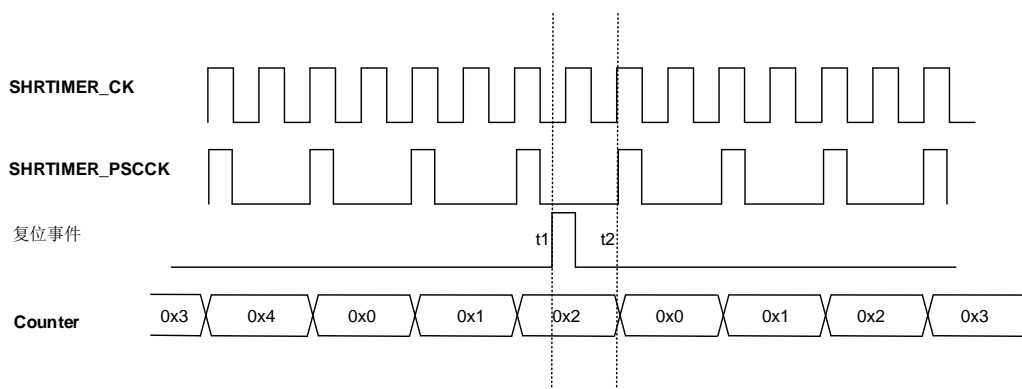 SHRTIMER_CK
SHRTIMER_PSCCK
复位事件 t1 t2
Counter 0x3 0x4 0x0 0x1 0x2 0x0 0x1 0x2 0x3